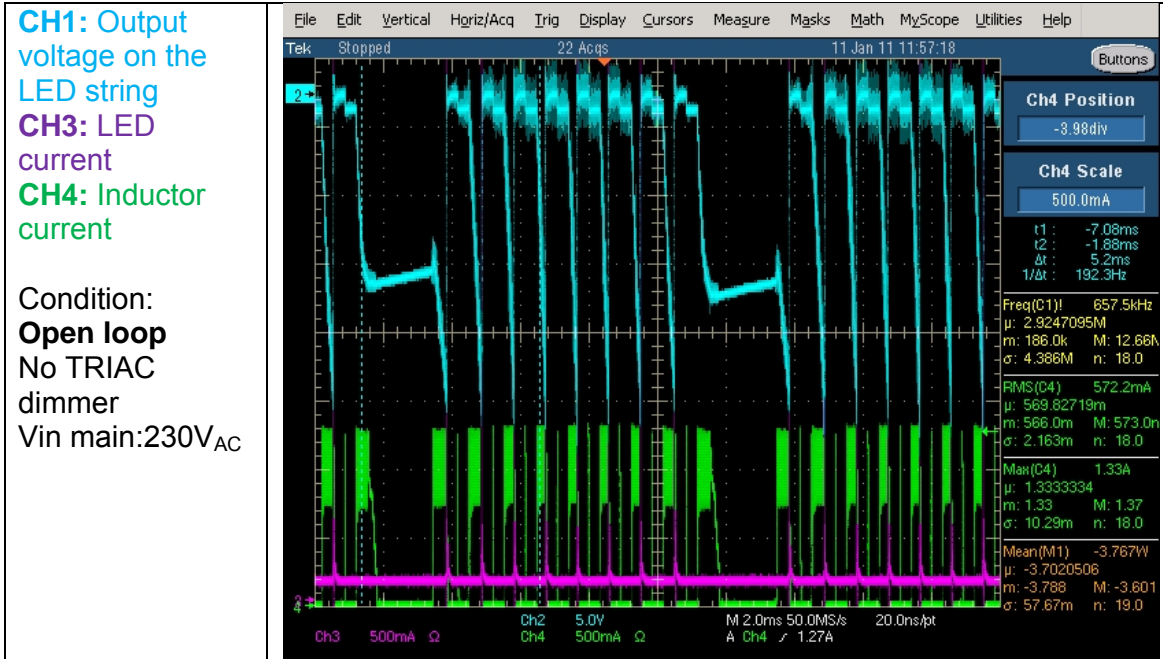 CH1: Output
voltage on the
LED string
CH3: LED
current
CH4: Inductor
current
Condition:
Open loop
No TRIAC
dimmer
Vin main:230VAC
File Edit Vertical Horiz/Acq Trig Display Cursors Measure Masks Math MyScope Utilities Help
Tek Stopped 22 Acqs 11 Jan 11 11:57:18
Buttons
2
Ch4 Position
-3.98div
Ch4 Scale
500.0mA
t1 : -7.08ms
t2 : -1.88ms
Δt : 5.2ms
1/Δt : 192.3Hz
Freq(C1)! 657.5kHz
μ: 2.9247095M
m: 186.0k M: 12.66M
σ: 4.386M n: 18.0
RMS(C4) 572.2mA
μ: 569.82719m
m: 566.0m M: 573.0m
σ: 2.163m n: 18.0
Max(C4) 1.33A
μ: 1.3333334
m: 1.33 M: 1.37
σ: 10.29m n: 18.0
Mean(M1) -3.767W
μ: -3.7020506
m: -3.788 M: -3.601
σ: 57.67m n: 19.0
3
4
Ch2 5.0V M 2.0ms 50.0MS/s 20.0ns/pt
Ch3 500mA Ω Ch4 500mA Ω A Ch4 ∕ 1.27A